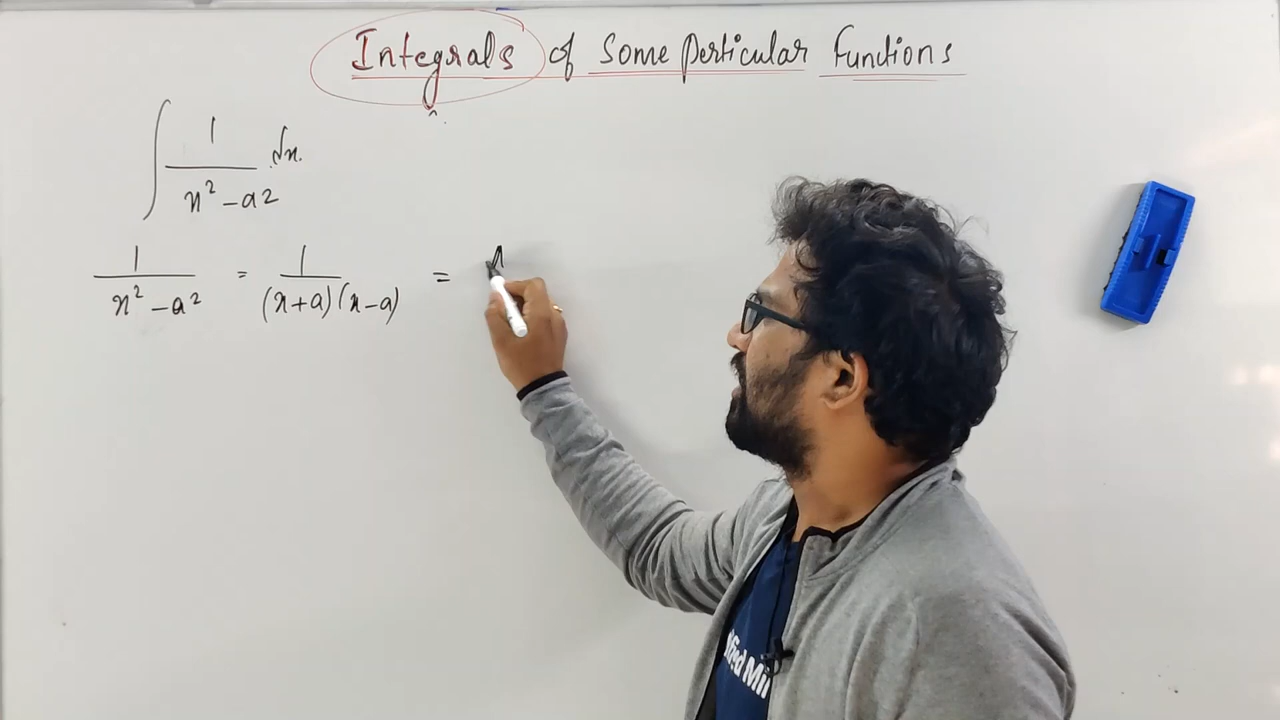 Integrals of Some Perticular Functions
∫ 1/(x² - a²) dx.
1/(x² - a²) = 1/((x+a)(x-a)) =